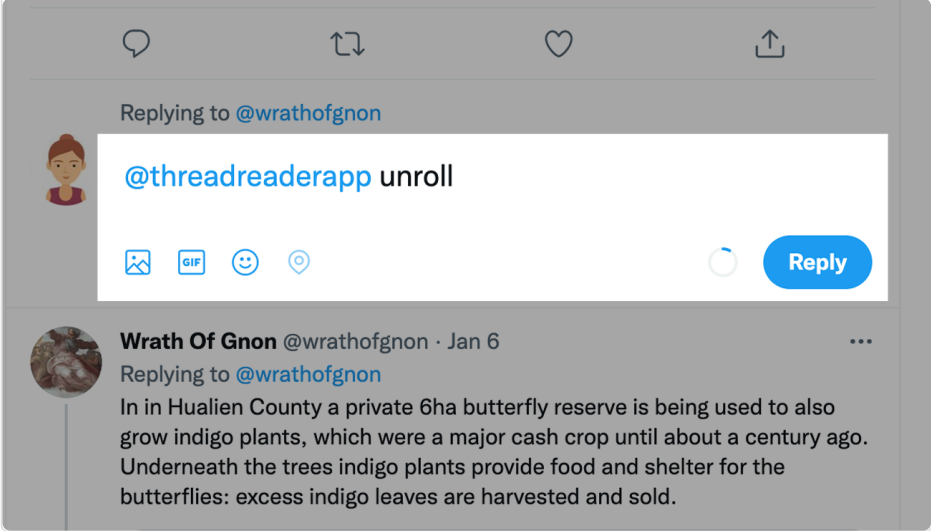 Replying to @wrathofgnon
@threadreaderapp unroll
GIF
Reply
Wrath Of Gnon @wrathofgnon · Jan 6
Replying to @wrathofgnon
In in Hualien County a private 6ha butterfly reserve is being used to also
grow indigo plants, which were a major cash crop until about a century ago.
Underneath the trees indigo plants provide food and shelter for the
butterflies: excess indigo leaves are harvested and sold.